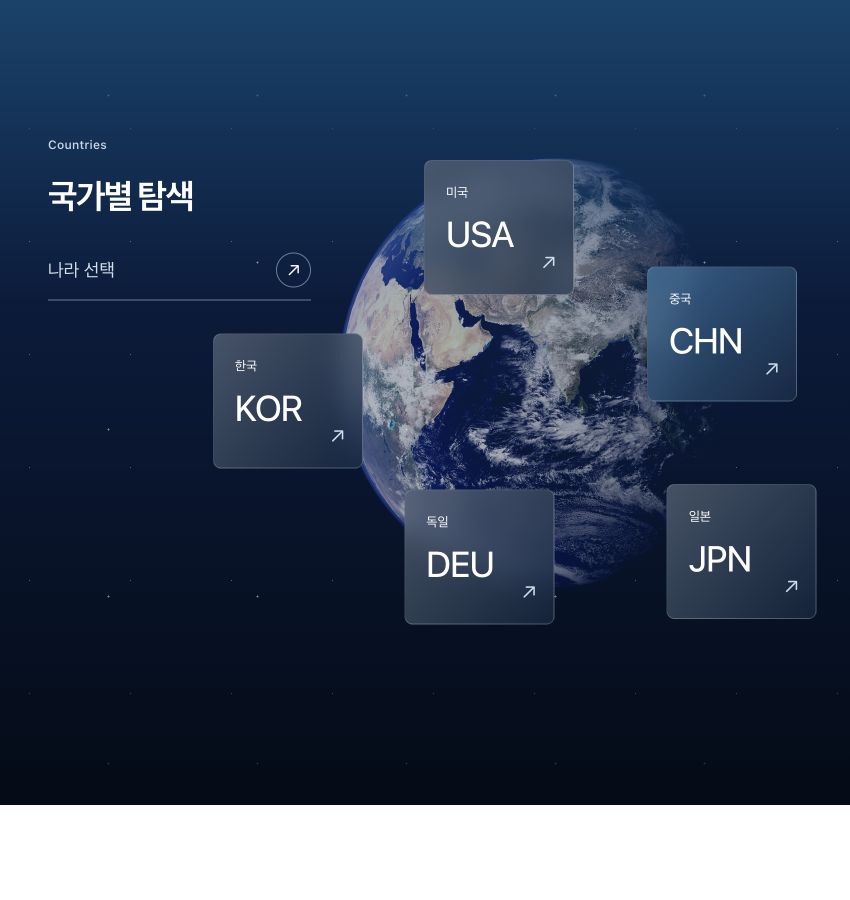 Countries
국가별 탐색
나라 선택
미국
USA
중국
CHN
한국
KOR
독일
DEU
일본
JPN